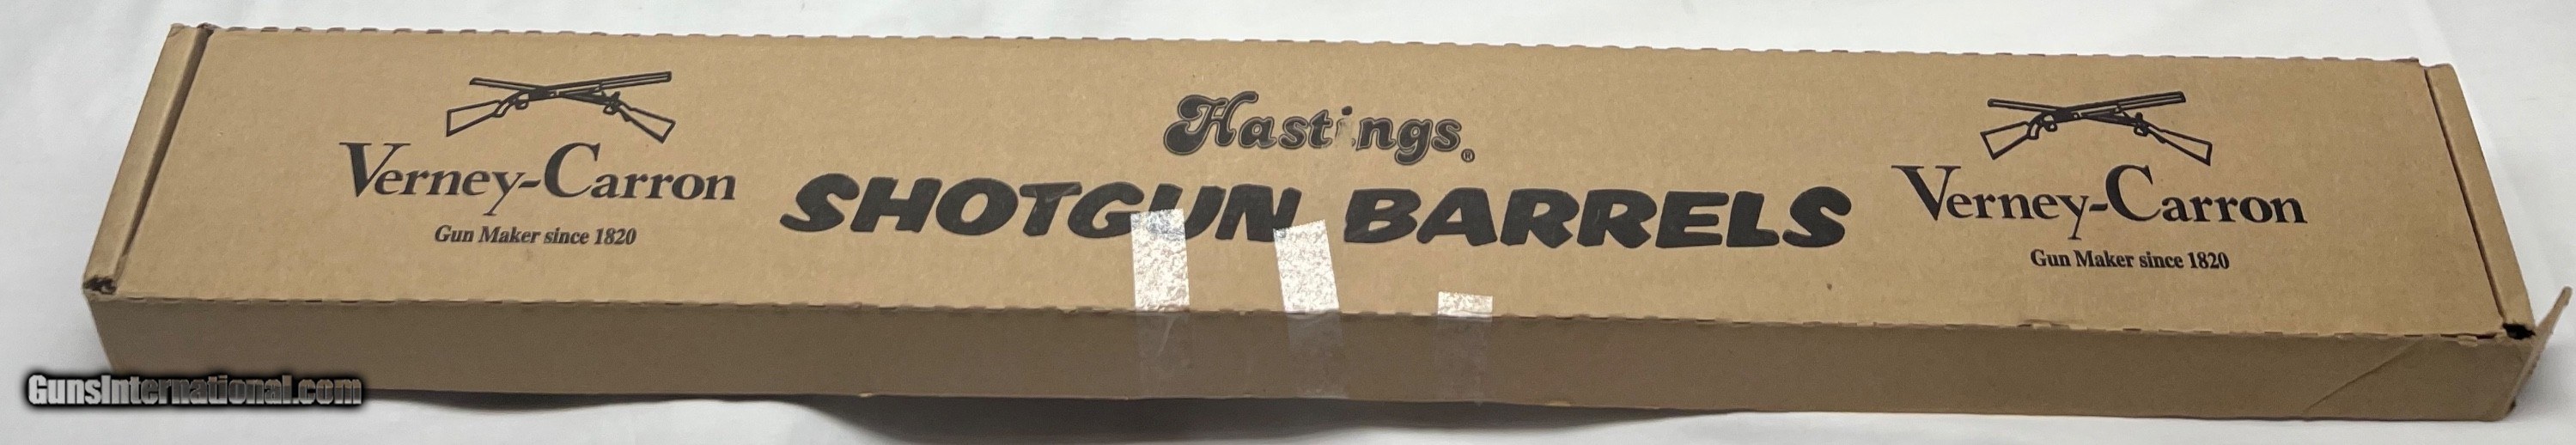 Verney-Carron
Gun Maker since 1820
Hastings®
SHOTGUN BARRELS
Verney-Carron
Gun Maker since 1820
GunsInternational.com